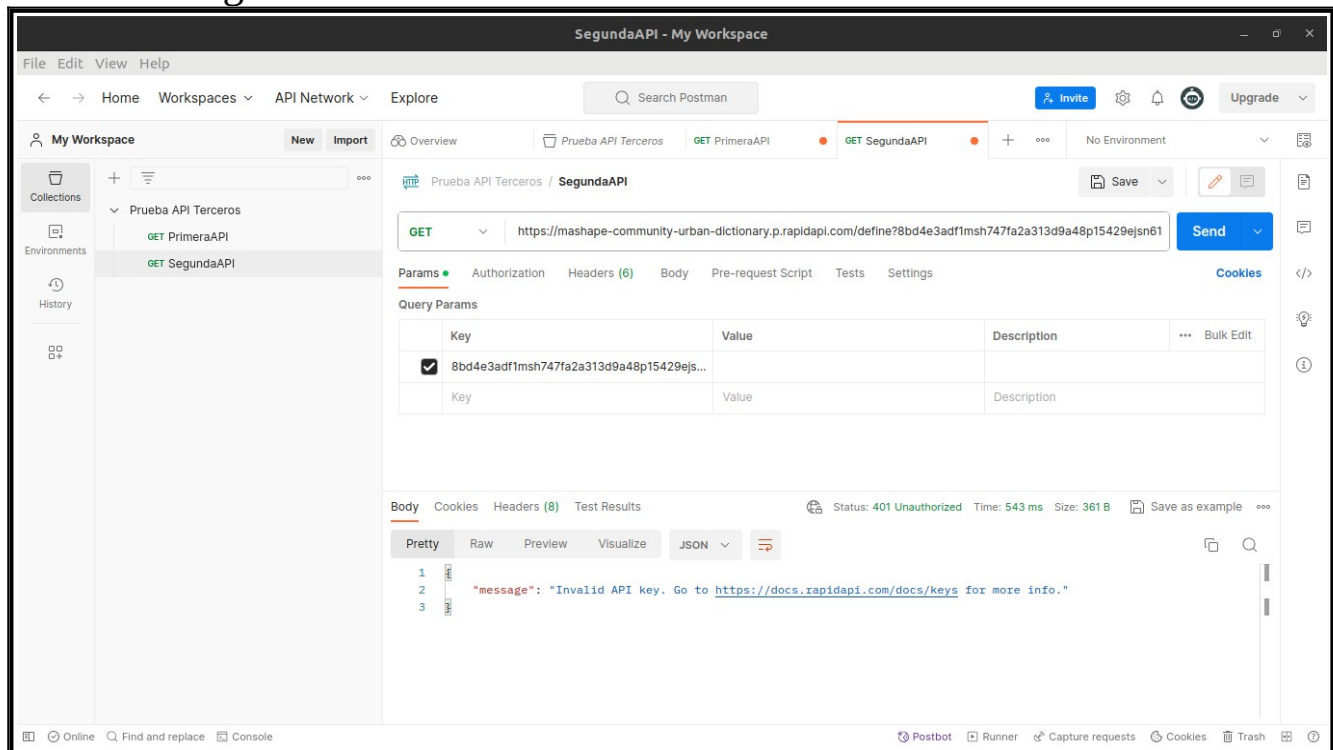 SegundaAPI - My Workspace
File Edit View Help
Home Workspaces API Network Explore Search Postman Invite Upgrade
My Workspace New Import Overview Prueba API Terceros GET PrimeraAPI GET SegundaAPI No Environment
Collections
Environments
History
Prueba API Terceros
GET PrimeraAPI
GET SegundaAPI
HTTP Prueba API Terceros / SegundaAPI Save
GET https://mashape-community-urban-dictionary.p.rapidapi.com/define?8bd4e3adf1msh747fa2a313d9a48p15429ejsn61 Send
Params Authorization Headers (6) Body Pre-request Script Tests Settings Cookies
Query Params
Key Value Description Bulk Edit
8bd4e3adf1msh747fa2a313d9a48p15429ejs...
Key Value Description
Body Cookies Headers (8) Test Results Status: 401 Unauthorized Time: 543 ms Size: 361 B Save as example
Pretty Raw Preview Visualize JSON
1 {
2 "message": "Invalid API key. Go to https://docs.rapidapi.com/docs/keys for more info."
3 }
Online Find and replace Console Postbot Runner Capture requests Cookies Trash